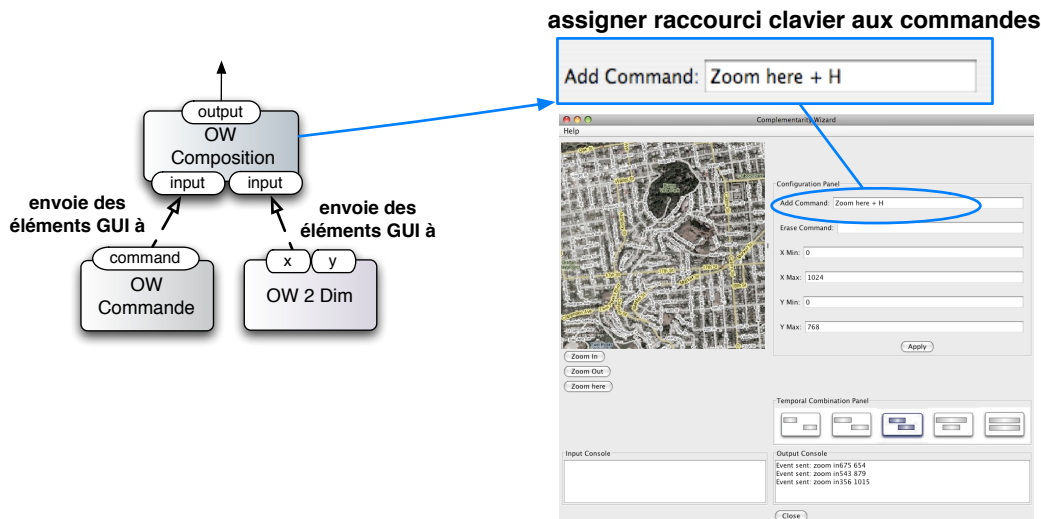 assigner raccourci clavier aux commandes
Add Command: Zoom here + H
output
OW
Composition
input input
envoie des
éléments GUI à
envoie des
éléments GUI à
command
OW
Commande
x y
OW 2 Dim
Complementarity Wizard
Help
Configuration Panel
Add Command: Zoom here + H
Erase Command:
X Min: 0
X Max: 1024
Y Min: 0
Y Max: 768
Apply
Zoom In
Zoom Out
Zoom here
Temporal Combination Panel
Input Console
Output Console
Event sent: zoom in675 654
Event sent: zoom in543 879
Event sent: zoom in356 1015
Close